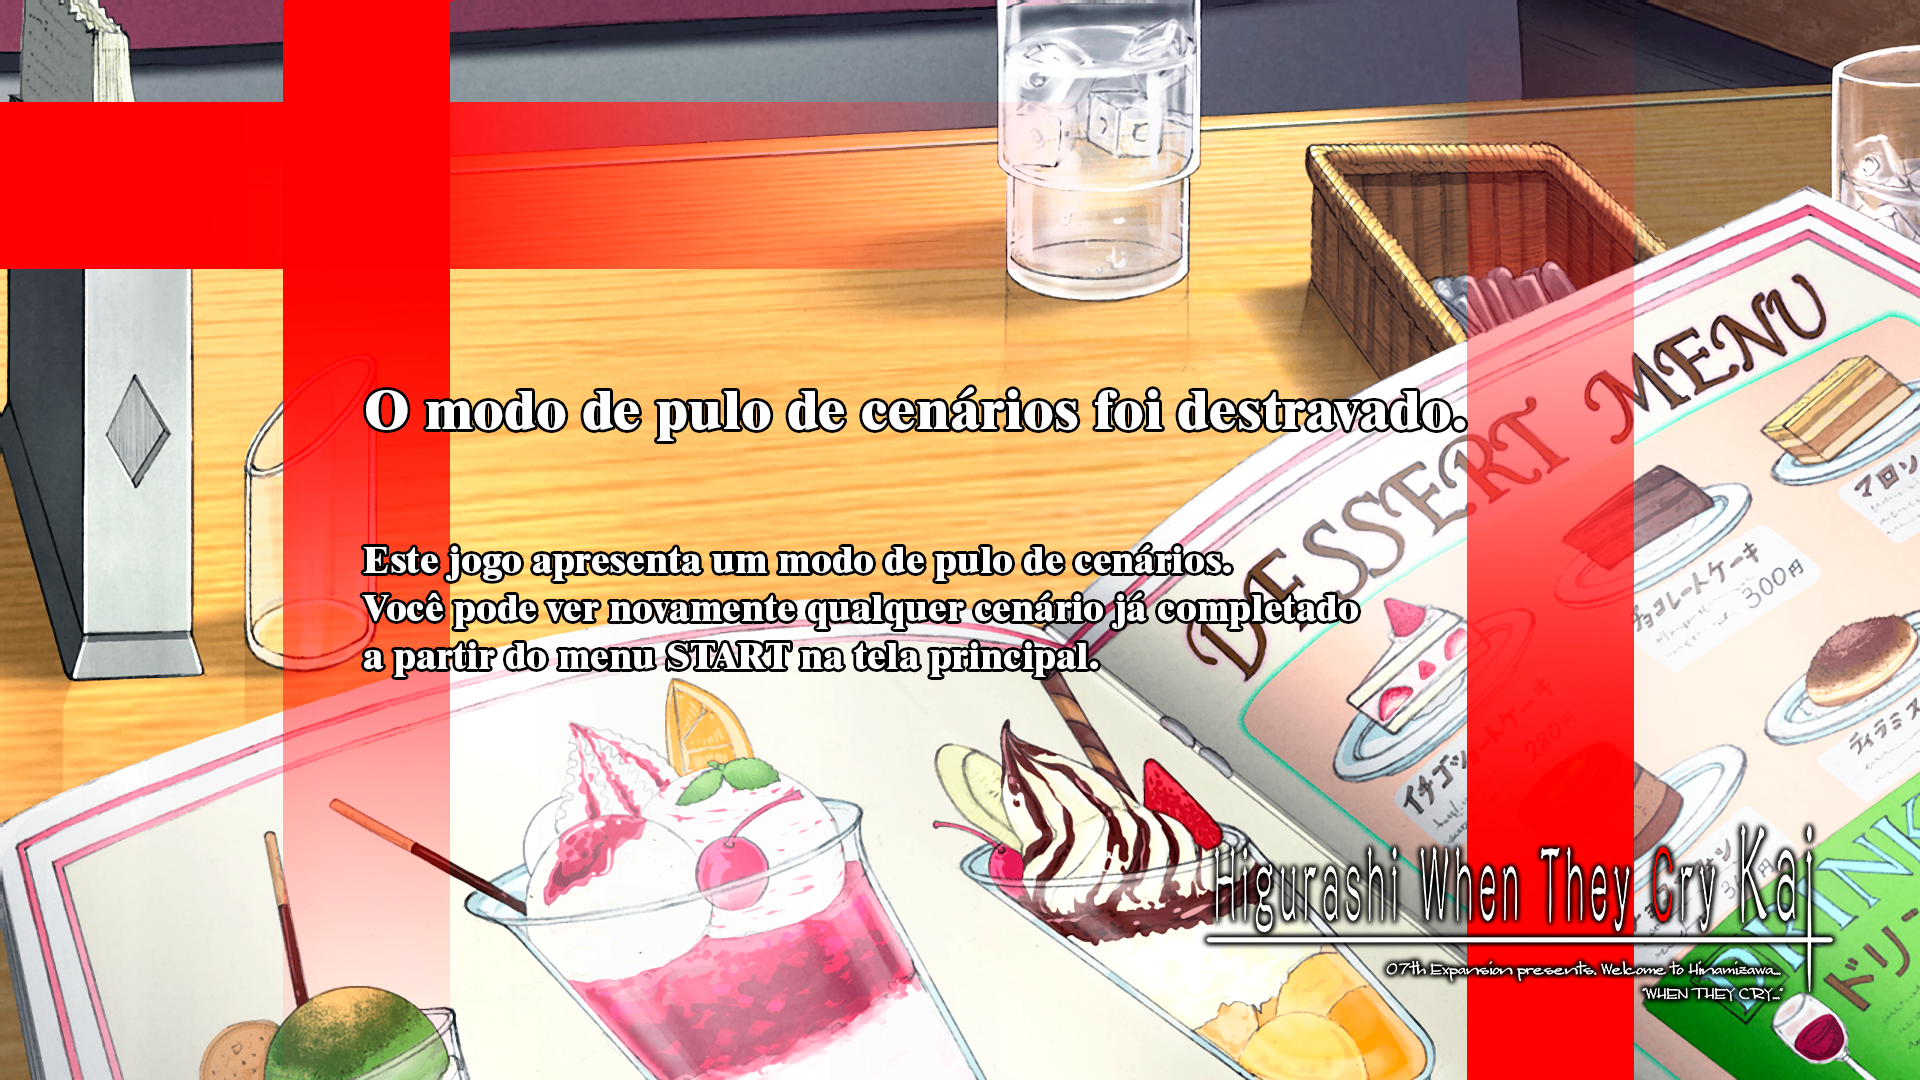 O modo de pulo de cenários foi destravado.
Este jogo apresenta um modo de pulo de cenários.
Você pode ver novamente qualquer cenário já completado
a partir do menu START na tela principal.
DESSERT MENU
チョコレートケーキ
300円
イチゴショートケーキ
280円
ティラミス
Higurashi When They Cry Kai
07th Expansion presents. Welcome to Hinamizawa...
"WHEN THEY CRY..."